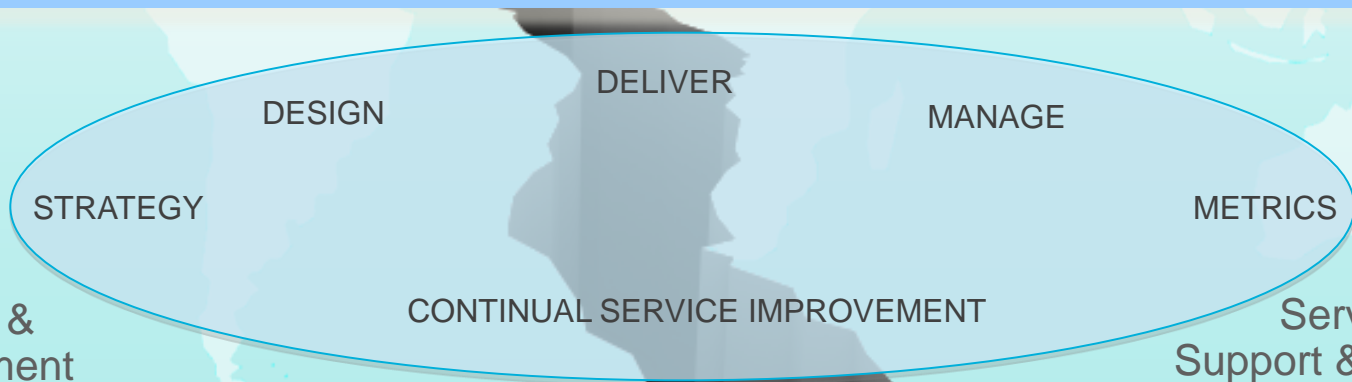 DELIVER
DESIGN
MANAGE
STRATEGY
METRICS
CONTINUAL SERVICE IMPROVEMENT
&
Support &